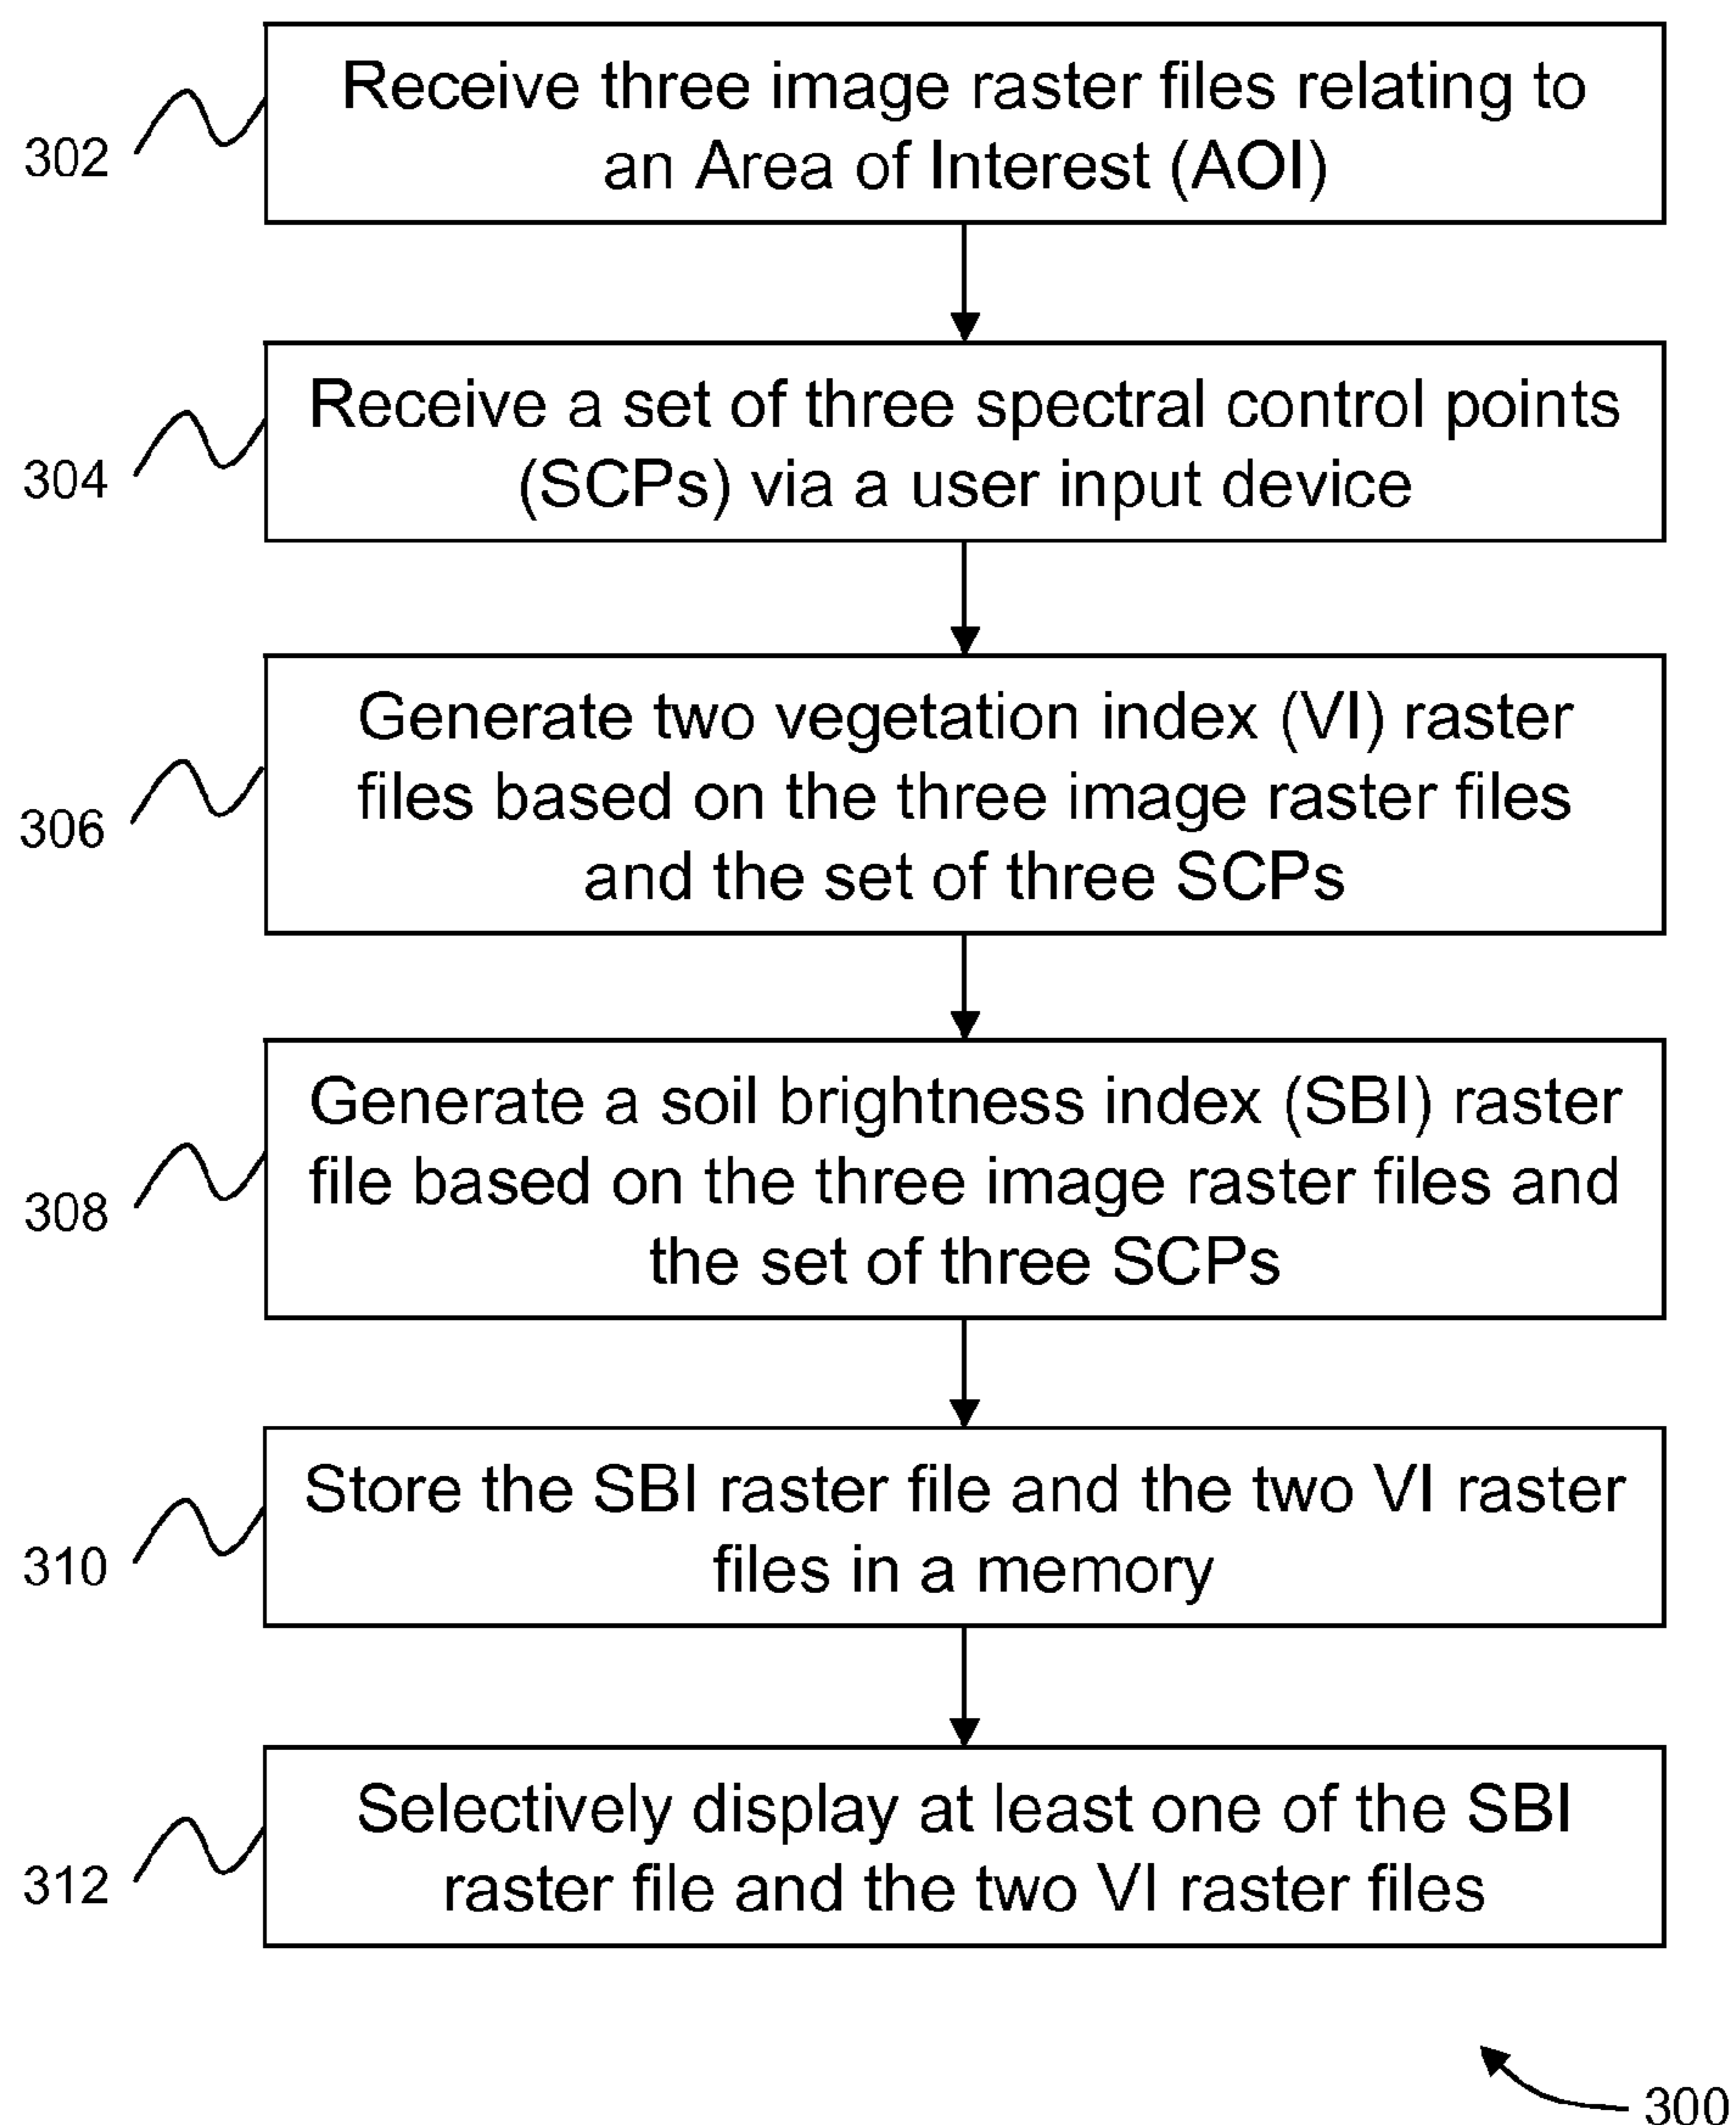 Receive three image raster files relating to
an Area of Interest (AOI)
302
Receive a set of three spectral control points
(SCPs) via a user input device
304
Generate two vegetation index (VI) raster
files based on the three image raster files
and the set of three SCPs
306
Generate a soil brightness index (SBI) raster
file based on the three image raster files and
the set of three SCPs
308
Store the SBI raster file and the two VI raster
files in a memory
310
Selectively display at least one of the SBI
raster file and the two VI raster files
312
300